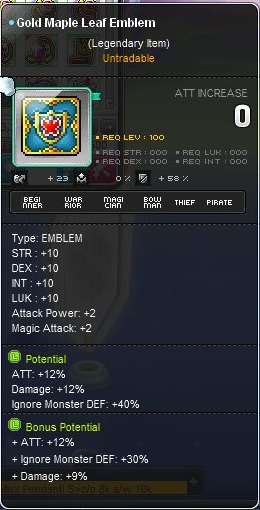 Gold Maple Leaf Emblem
(Legendary Item)
Untradable
ATT INCREASE
0
REQ LEV : 100
REQ STR : 000 REQ LUK : 000
REQ DEX : 000 REQ INT : 000
+ 23 0 % + 58 %
BEGINNER WARRIOR MAGICIAN BOWMAN THIEF PIRATE
Type: EMBLEM
STR : +10
DEX : +10
INT : +10
LUK : +10
Attack Power: +2
Magic Attack: +2
L Potential
ATT: +12%
Damage: +12%
Ignore Monster DEF: +40%
L Bonus Potential
+ ATT: +12%
+ Ignore Monster DEF: +30%
+ Damage: +9%